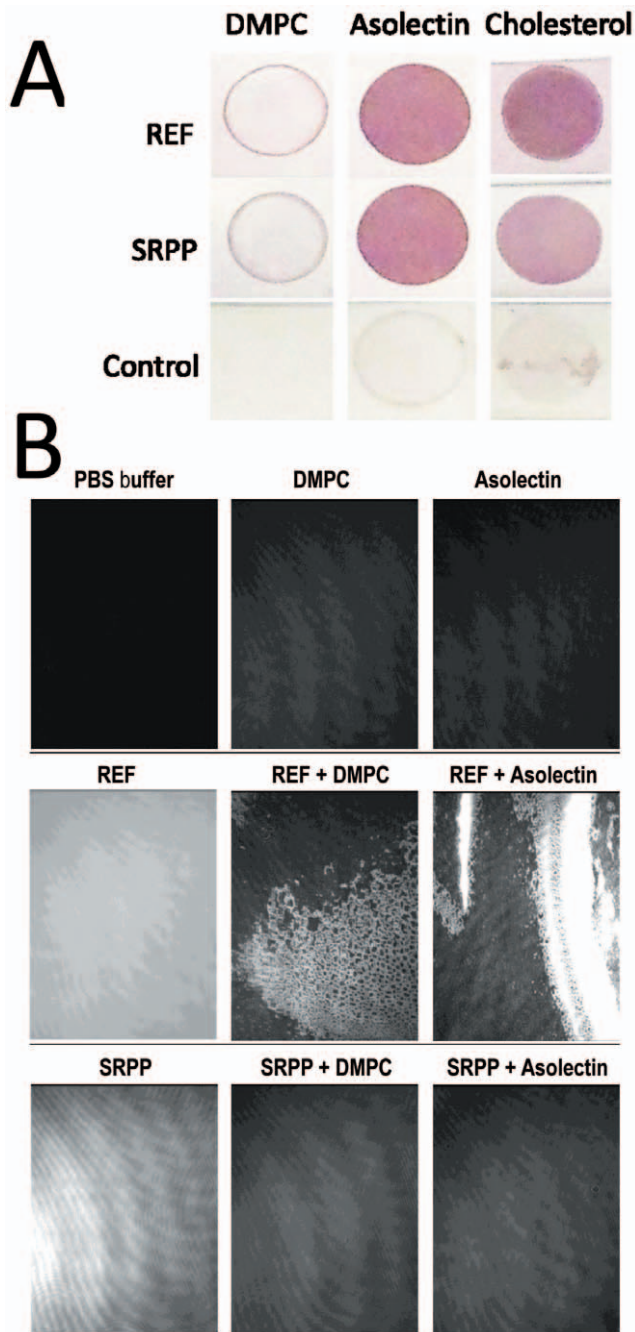 DMPC Asolectin Cholesterol
A
REF
SRPP
Control
B
PBS buffer DMPC Asolectin
REF REF + DMPC REF + Asolectin
SRPP SRPP + DMPC SRPP + Asolectin